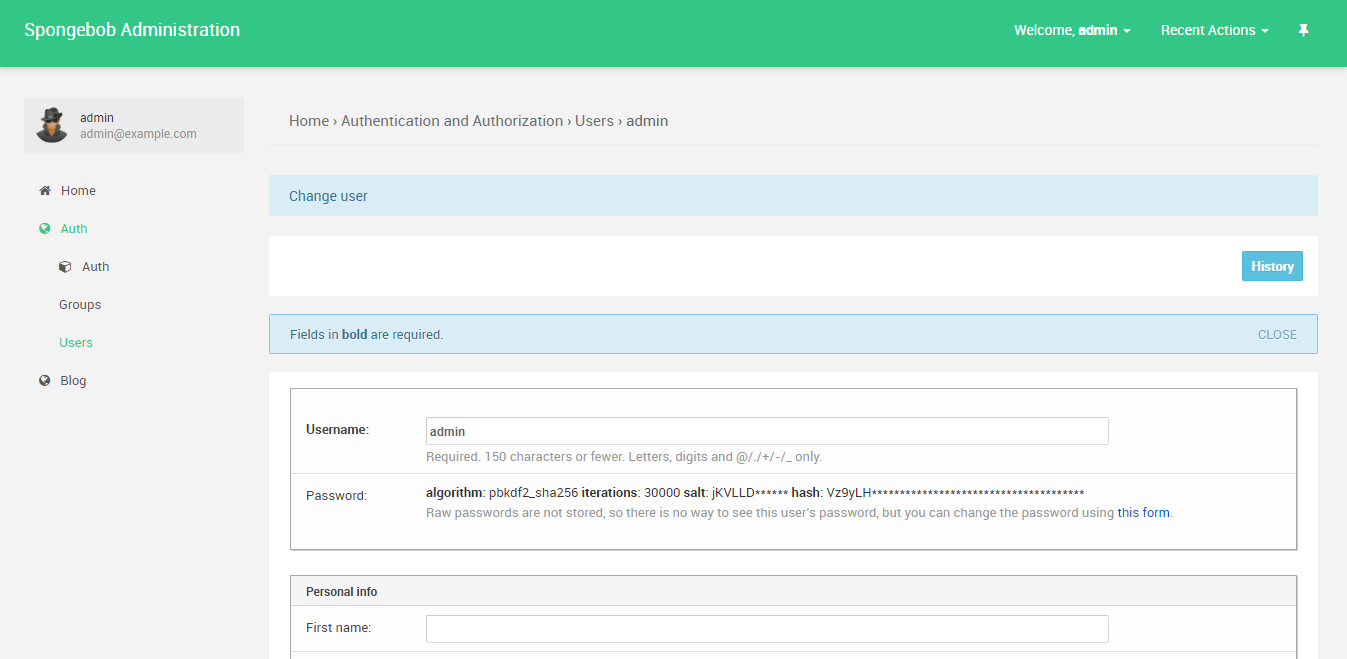 Spongebob Administration
Welcome, admin
Recent Actions
admin
admin@example.com
Home
Auth
Auth
Groups
Users
Blog
Home › Authentication and Authorization › Users › admin
Change user
History
Fields in bold are required.
CLOSE
Username:
admin
Required. 150 characters or fewer. Letters, digits and @/./+/-/_ only.
Password:
algorithm: pbkdf2_sha256 iterations: 30000 salt: jKVLLD****** hash: Vz9yLH**************************************
Raw passwords are not stored, so there is no way to see this user's password, but you can change the password using this form.
Personal info
First name: